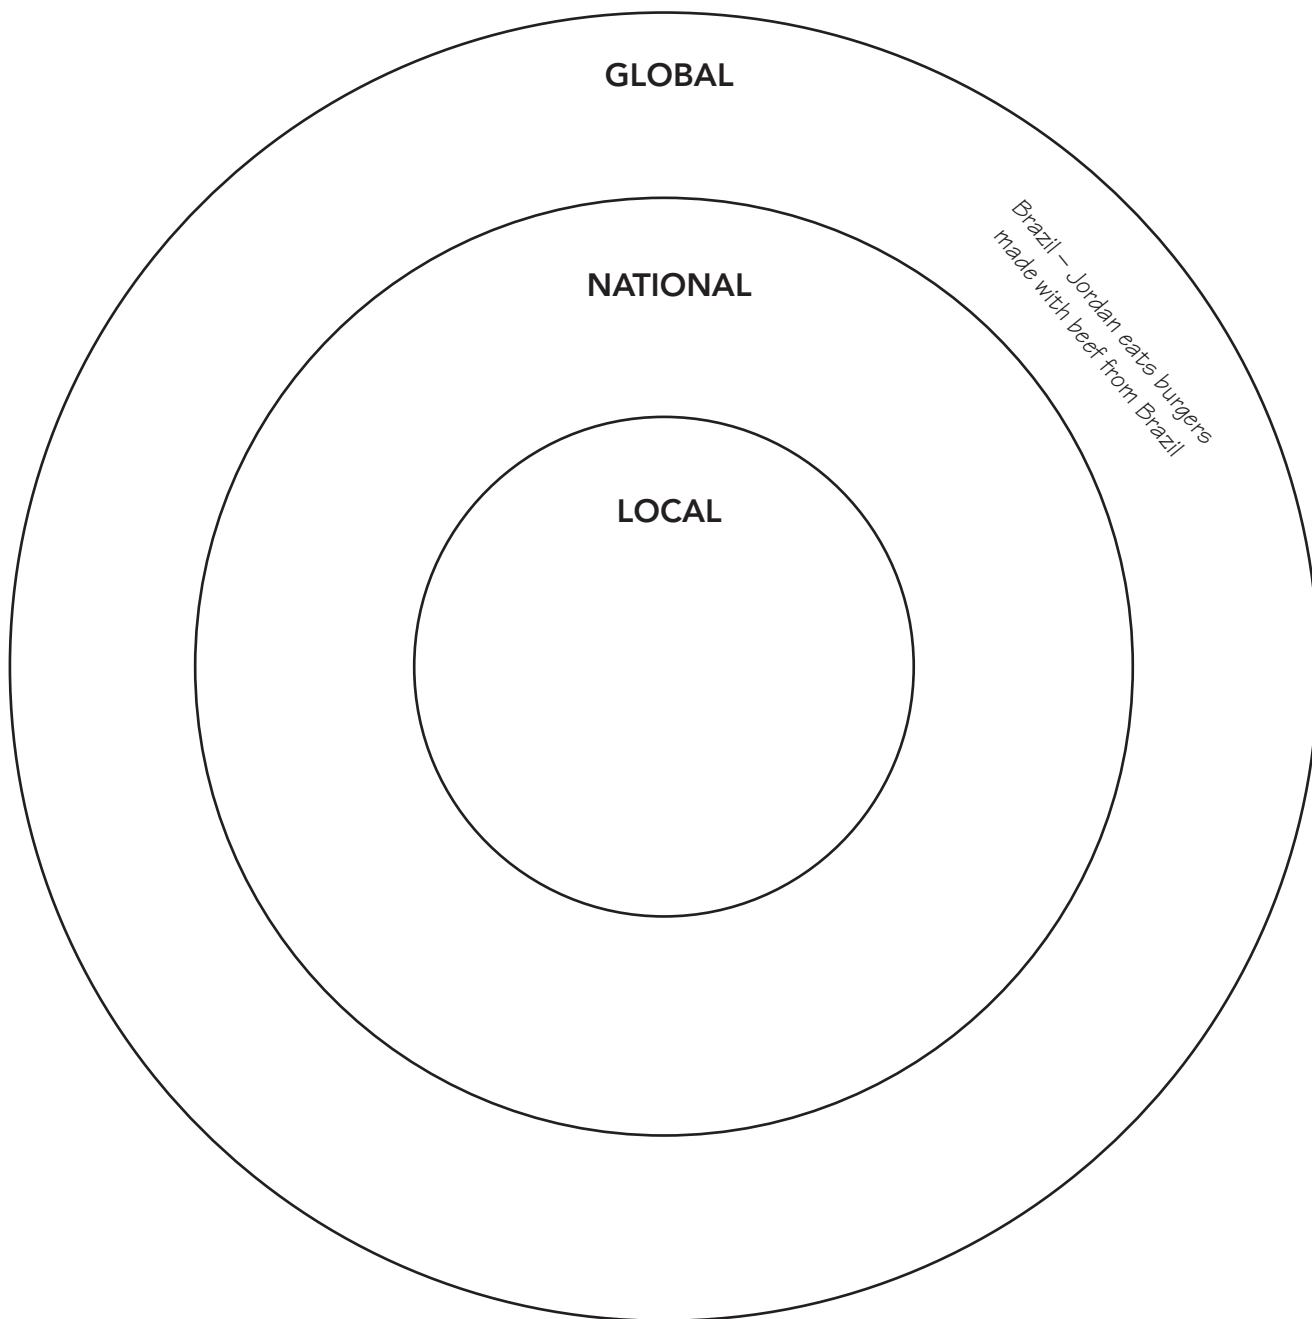 GLOBAL
Brazil – Jordan eats burgers
made with beef from Brazil
NATIONAL
LOCAL